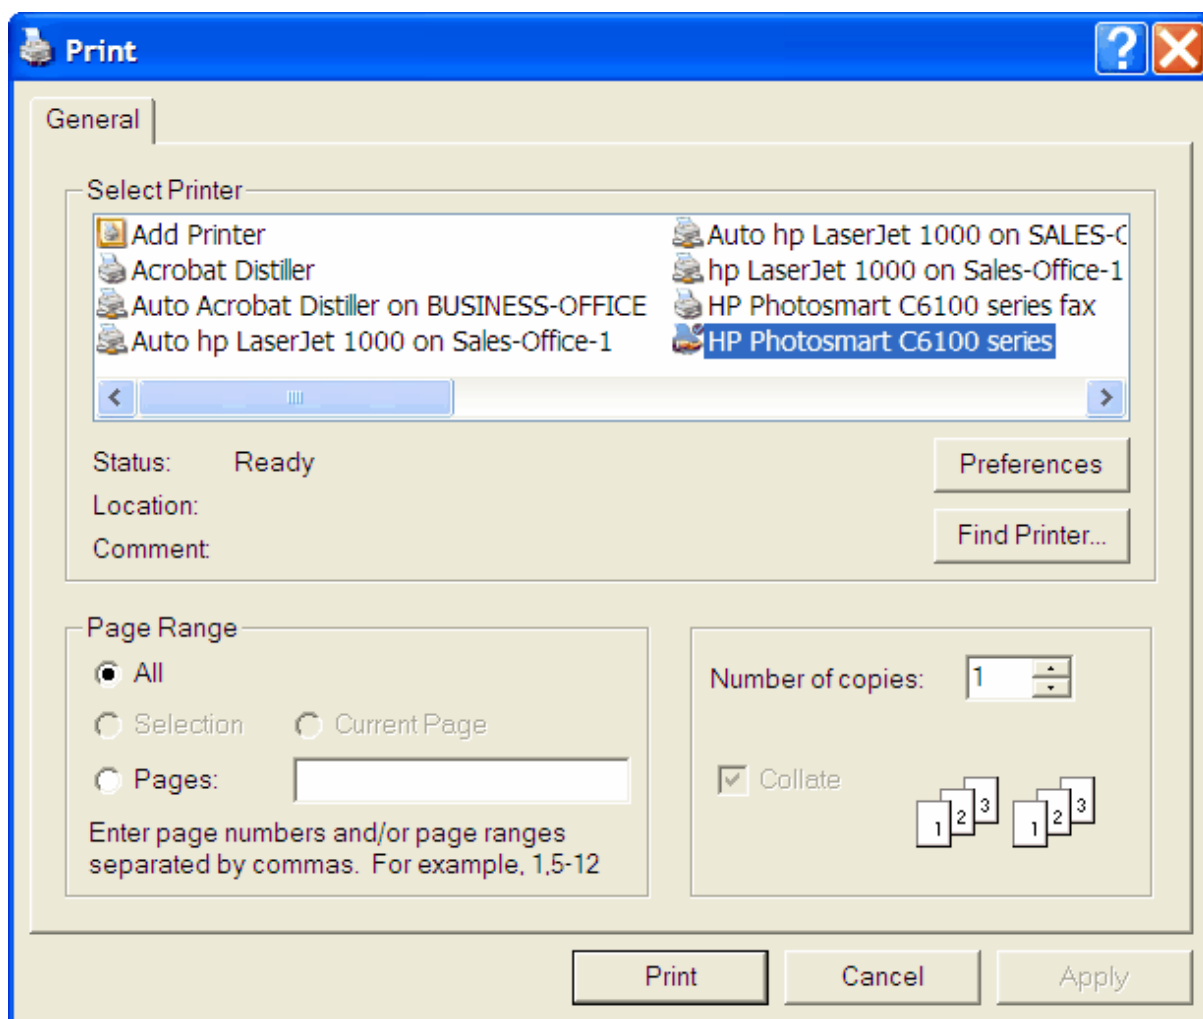 Print
General
Select Printer
Add Printer
Acrobat Distiller
Auto Acrobat Distiller on BUSINESS-OFFICE
Auto hp LaserJet 1000 on Sales-Office-1
Auto hp LaserJet 1000 on SALES-
hp LaserJet 1000 on Sales-Office-1
HP Photosmart C6100 series fax
HP Photosmart C6100 series
Status: Ready
Location:
Comment:
Preferences
Find Printer...
Page Range
All
Selection Current Page
Pages:
Enter page numbers and/or page ranges
separated by commas. For example, 1,5-12
Number of copies: 1
Collate
1 2 3 1 2 3
Print Cancel Apply